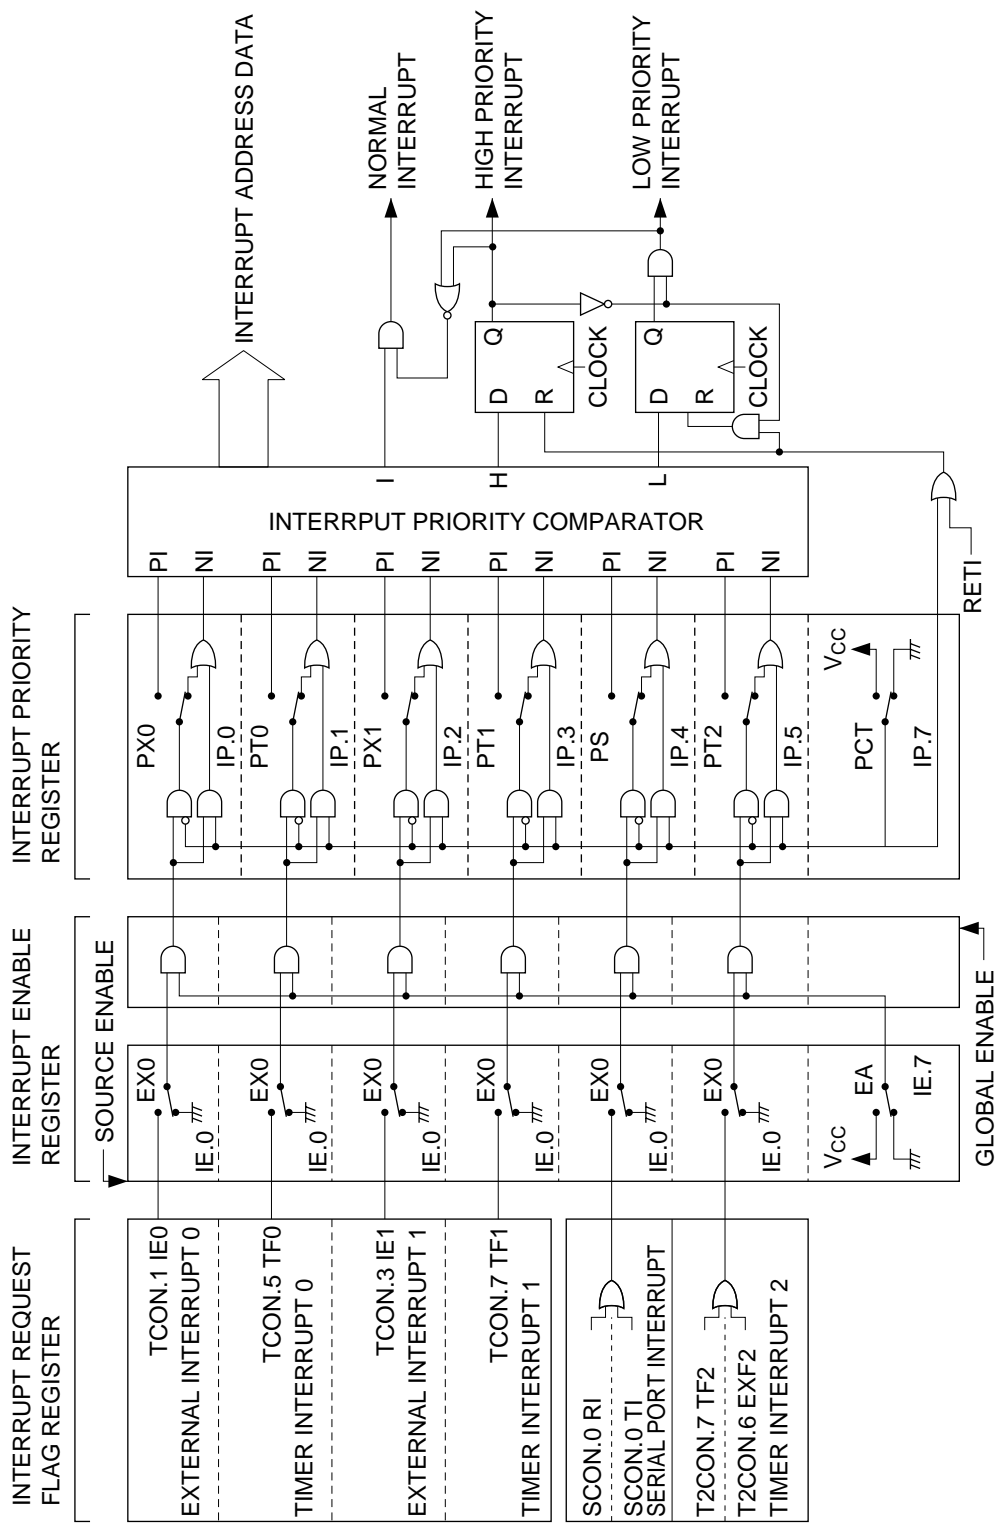 INTERRUPT REQUEST
FLAG REGISTER
TCON.1 IE0
EXTERNAL INTERRUPT 0
TCON.5 TF0
TIMER INTERRUPT 0
TCON.3 IE1
EXTERNAL INTERRUPT 1
TCON.7 TF1
TIMER INTERRUPT 1
SCON.0 RI
SCON.0 TI
SERIAL PORT INTERRUPT
T2CON.7 TF2
T2CON.6 EXF2
TIMER INTERRUPT 2
INTERRUPT ENABLE
REGISTER
SOURCE ENABLE
EX0
IE.0
EX0
IE.0
EX0
IE.0
EX0
IE.0
EX0
IE.0
EX0
IE.0
VCC
EA
IE.7
GLOBAL ENABLE
INTERRUPT PRIORITY
REGISTER
PX0
IP.0
PT0
IP.1
PX1
IP.2
PT1
IP.3
PS
IP.4
PT2
IP.5
PCT
IP.7
VCC
RETI
PI
NI
PI
NI
PI
NI
PI
NI
PI
NI
PI
NI
INTERRPUT PRIORITY COMPARATOR
I
H
L
D
Q
R
CLOCK
D
Q
R
CLOCK
INTERRUPT ADDRESS DATA
NORMAL
INTERRUPT
HIGH PRIORITY
INTERRUPT
LOW PRIORITY
INTERRUPT